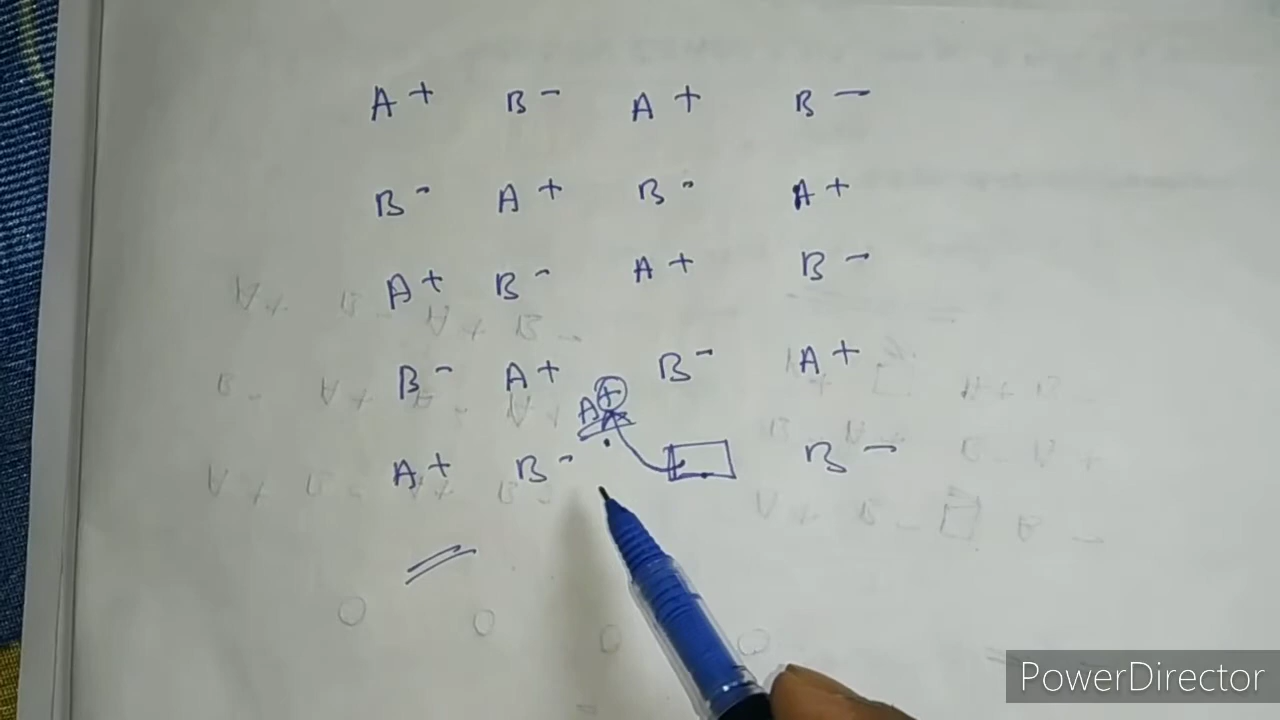 A+ B- A+ B-
B- A+ B- A+
A+ B- A+ B-
B- A+ B- A+
A+
A+ B- B-
PowerDirector